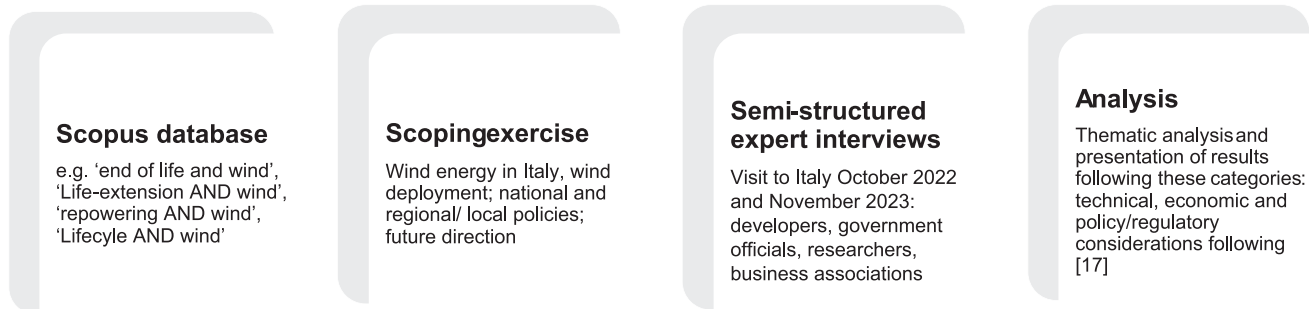 Scopus database
e.g. ‘end of life and wind’,
‘Life-extension AND wind’,
‘repowering AND wind’,
‘Lifecyle AND wind’
Scopingexercise
Wind energy in Italy, wind
deployment; national and
regional/ local policies;
future direction
Semi-structured
expert interviews
Visit to Italy October 2022
and November 2023:
developers, government
officials, researchers,
business associations
Analysis
Thematic analysis and
presentation of results
following these categories:
technical, economic and
policy/regulatory
considerations following
[17]